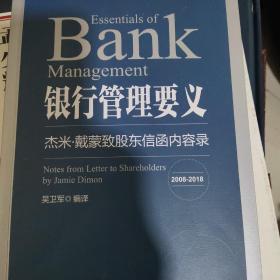 Essentials of
Bank
Management
银行管理要义
杰米·戴蒙致股东信函内容录
Notes from Letter to Shareholders
by Jamie Dimon
2008-2018
吴卫军◎编译